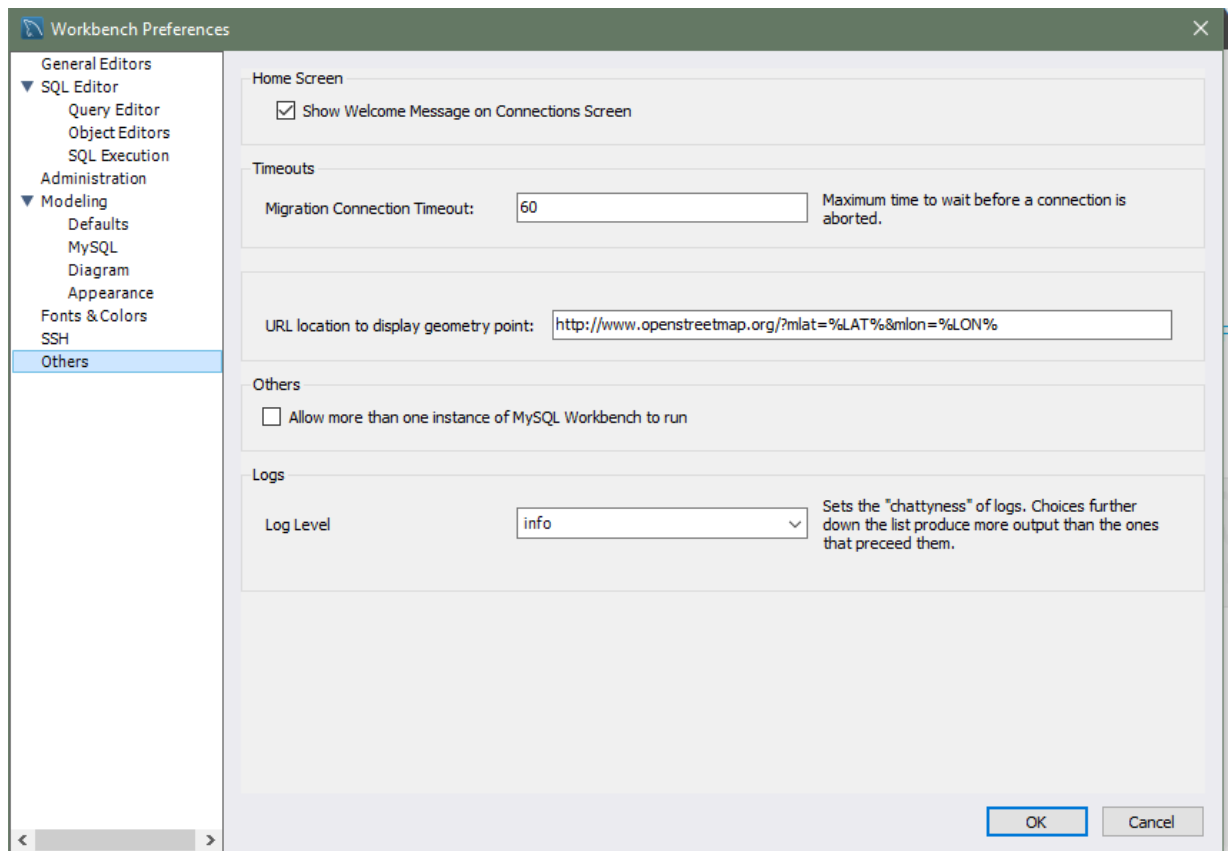 Workbench Preferences
General Editors
SQL Editor
Query Editor
Object Editors
SQL Execution
Administration
Modeling
Defaults
MySQL
Diagram
Appearance
Fonts & Colors
SSH
Others
Home Screen
Show Welcome Message on Connections Screen
Timeouts
Migration Connection Timeout:
60
Maximum time to wait before a connection is
aborted.
URL location to display geometry point:
http://www.openstreetmap.org/?mlat=%LAT%&mlon=%LON%
Others
Allow more than one instance of MySQL Workbench to run
Logs
Log Level
info
Sets the "chattyness" of logs. Choices further
down the list produce more output than the ones
that preceed them.
OK
Cancel